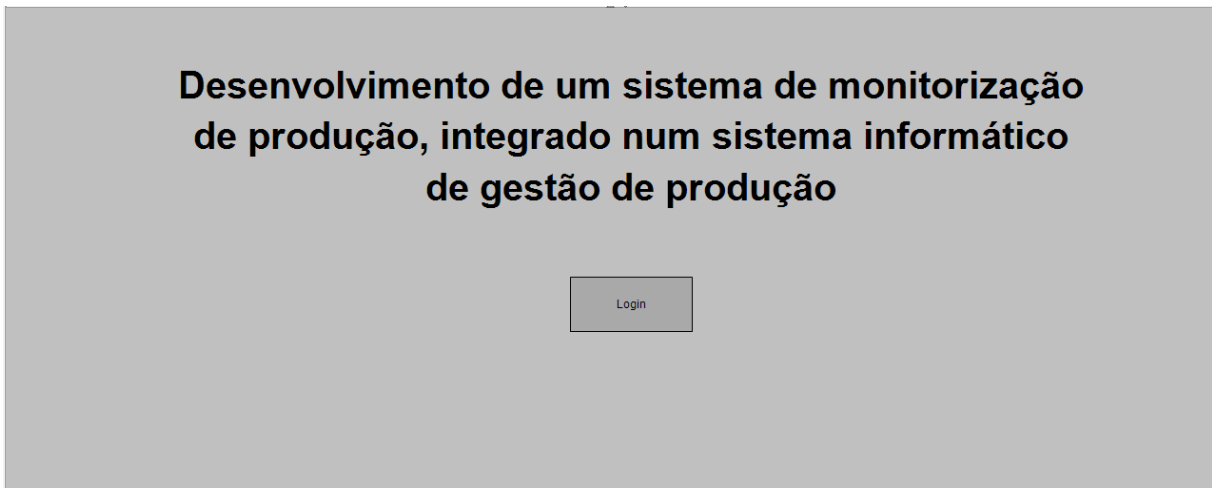 Desenvolvimento de um sistema de monitorização
de produção, integrado num sistema informático
de gestão de produção
Login